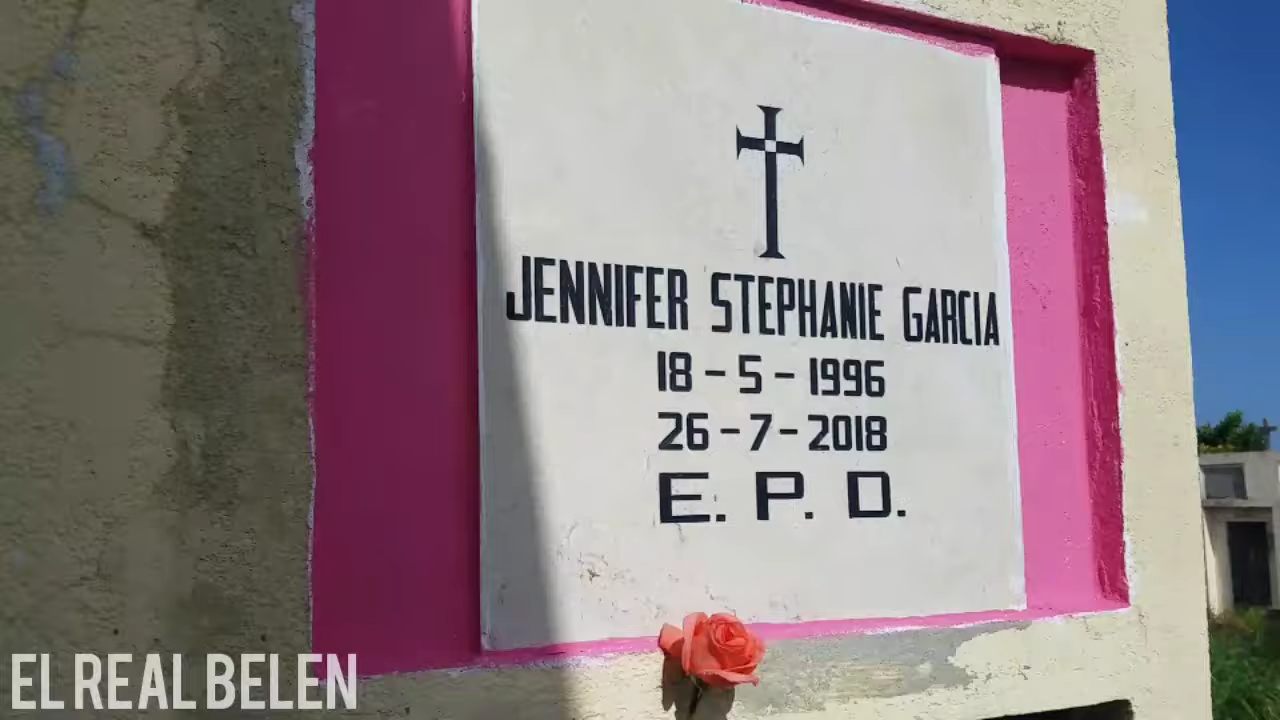 JENNIFER STEPHANIE GARCIA
18-5-1996
26-7-2018
E. P. D.
EL REAL BELEN